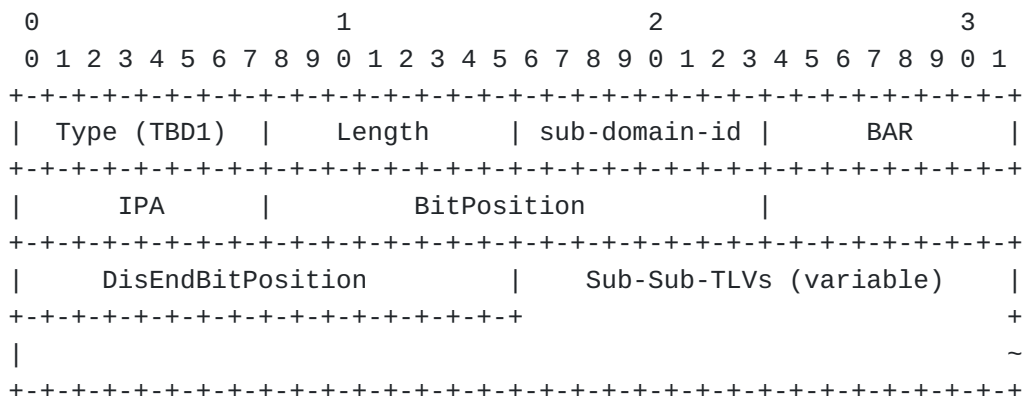 0                   1                   2                   3
 0 1 2 3 4 5 6 7 8 9 0 1 2 3 4 5 6 7 8 9 0 1 2 3 4 5 6 7 8 9 0 1
+-+-+-+-+-+-+-+-+-+-+-+-+-+-+-+-+-+-+-+-+-+-+-+-+-+-+-+-+-+-+-+-+
|  Type (TBD1)  |    Length     | sub-domain-id |      BAR      |
+-+-+-+-+-+-+-+-+-+-+-+-+-+-+-+-+-+-+-+-+-+-+-+-+-+-+-+-+-+-+-+-+
|      IPA      |         BitPosition           |
+-+-+-+-+-+-+-+-+-+-+-+-+-+-+-+-+-+-+-+-+-+-+-+-+-+-+-+-+-+-+-+-+
|     DisEndBitPosition         |    Sub-Sub-TLVs (variable)    |
+-+-+-+-+-+-+-+-+-+-+-+-+-+-+-+-+                               +
|                                                               ~
+-+-+-+-+-+-+-+-+-+-+-+-+-+-+-+-+-+-+-+-+-+-+-+-+-+-+-+-+-+-+-+-+